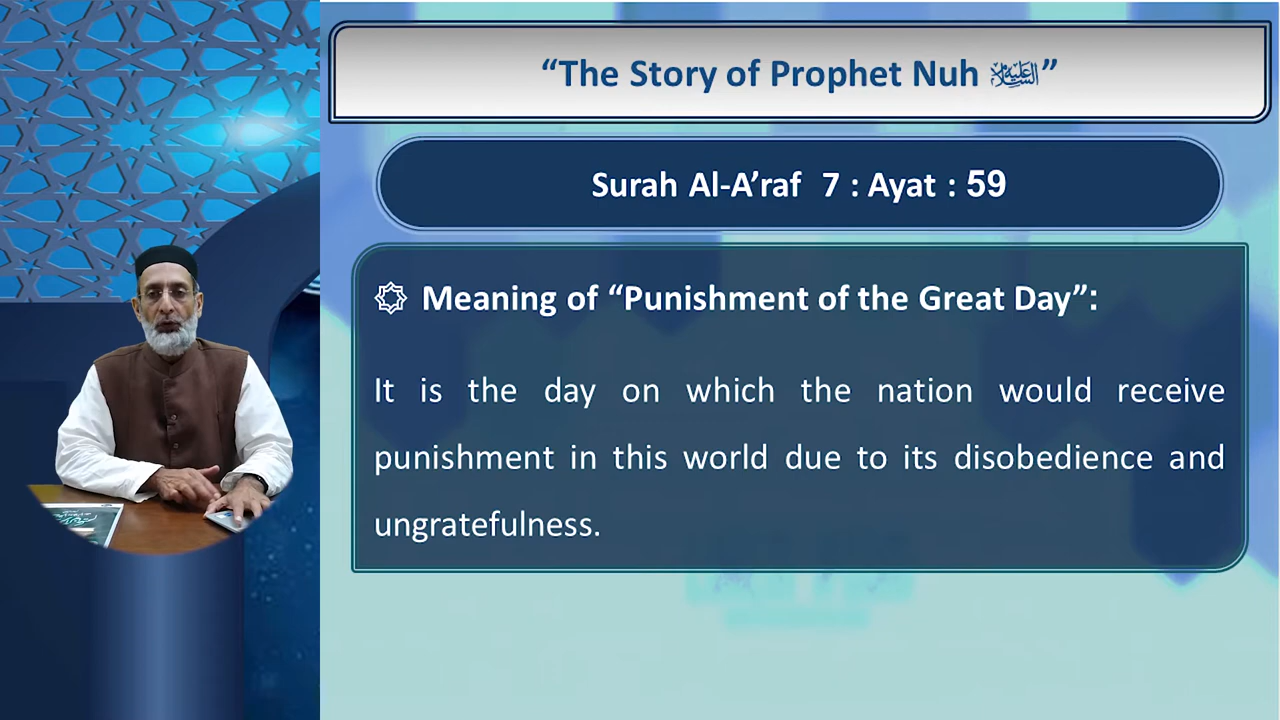 “The Story of Prophet Nuh عليه السلام”
Surah Al-A’raf 7 : Ayat : 59
Meaning of “Punishment of the Great Day”:
It is the day on which the nation would receive
punishment in this world due to its disobedience and
ungratefulness.